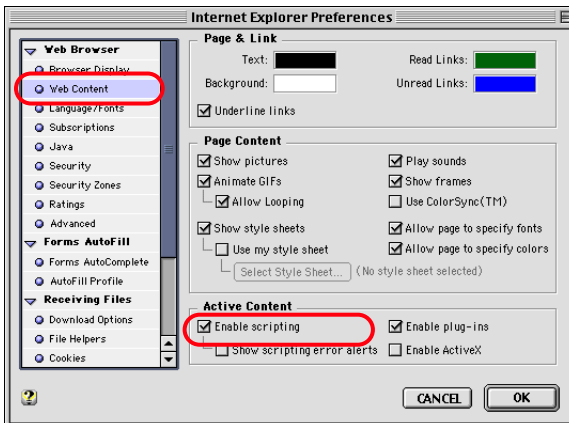 Internet Explorer Preferences
Web Browser
Browser Display
Web Content
Language/Fonts
Subscriptions
Java
Security
Security Zones
Ratings
Advanced
Forms AutoFill
Forms AutoComplete
AutoFill Profile
Receiving Files
Download Options
File Helpers
Cookies
Page & Link
Text: Read Links:
Background: Unread Links:
Underline links
Page Content
Show pictures Play sounds
Animate GIFs Show frames
Allow Looping Use ColorSync(TM)
Show style sheets Allow page to specify fonts
Use my style sheet Allow page to specify colors
Select Style Sheet... (No style sheet selected)
Active Content
Enable scripting Enable plug-ins
Show scripting error alerts Enable ActiveX
?
CANCEL OK